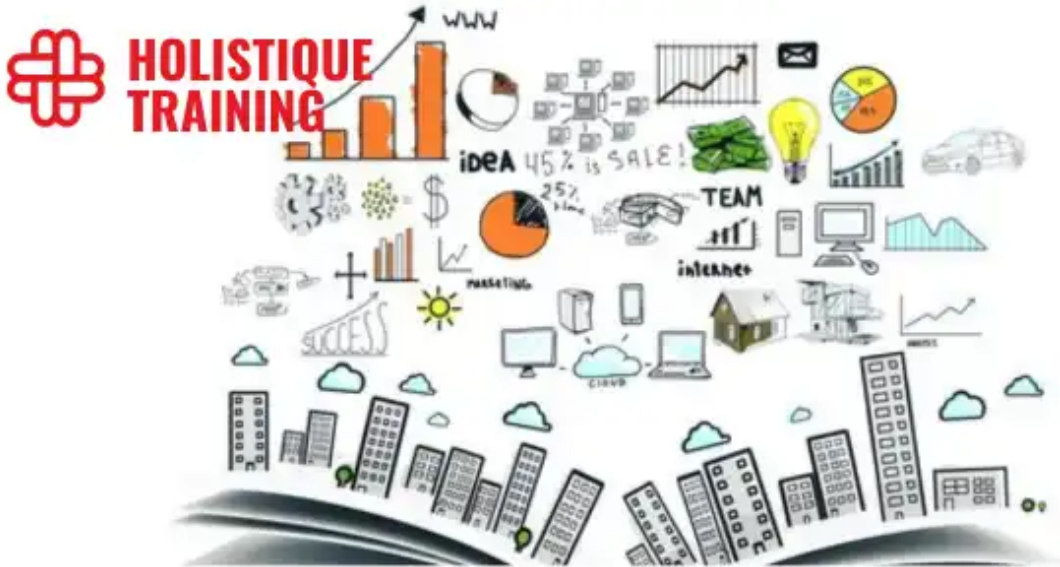 HOLISTIQUE
TRAINING
WWW
iDEA 45% is SALE!
25%
TEAM
$
internet
MARKETING
SUCCESS
CLOUD